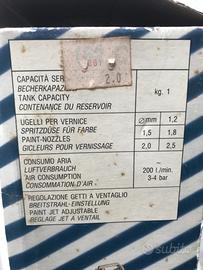 2.0
CAPACITÀ SER
BECHERKAPAZI
TANK CAPACITY
CONTENANCE DU RESERVOIR
kg. 1
UGELLI PER VERNICE
SPRITZDÜSE FÜR FARBE
PAINT-NOZZLES
GICLEURS POUR VERNISSAGE
Ø mm 1,2
1,5 1,8
2,0 2,5
CONSUMO ARIA
LUFTVERBRAUCH
AIR CONSUMPTION
CONSOMMATION D'AIR
~
200 l./min.
3-4 bar
REGOLAZIONE GETTI A VENTAGLIO
BREITSTRAHL-EINSTELLUNG
PAINT JET ADJUSTABLE
REGLAGE JET A VENTAIL
subito.it